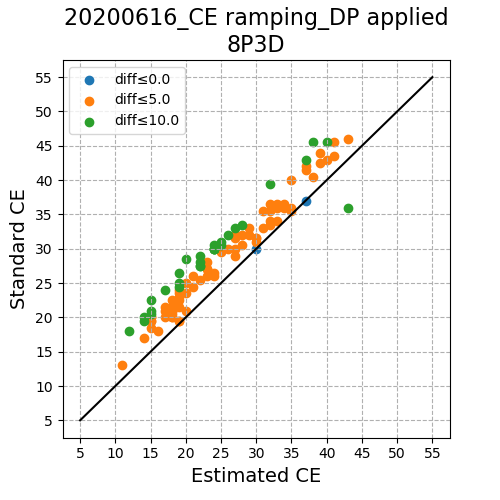 20200616_CE ramping_DP applied
8P3D
diff≤0.0
diff≤5.0
diff≤10.0
Standard CE
55
50
45
40
35
30
25
20
15
10
5
5 10 15 20 25 30 35 40 45 50 55
Estimated CE